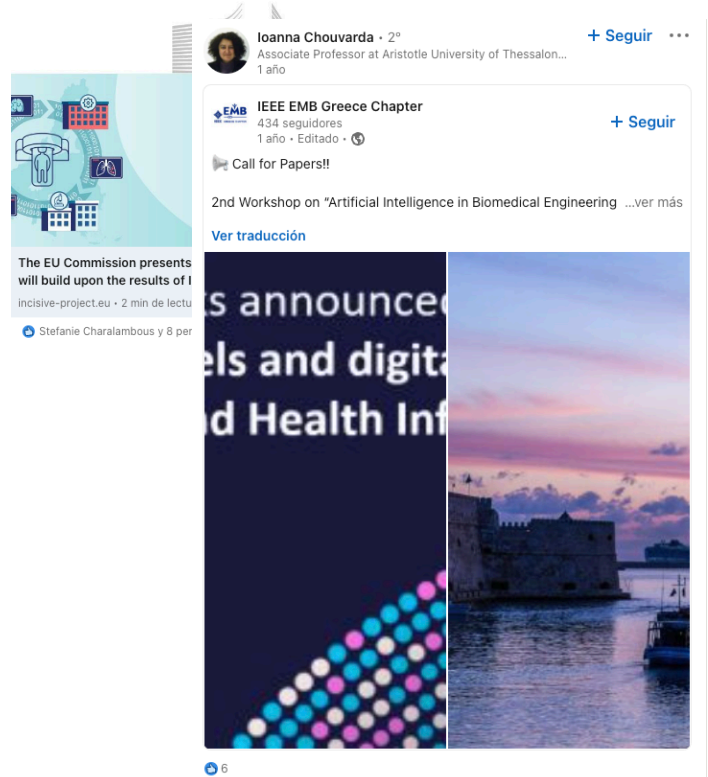 Ioanna Chouvarda • 2º
+ Seguir
Associate Professor at Aristotle University of Thessalon...
1 año
EMB
IEEE EMB Greece Chapter
434 seguidores
+ Seguir
1 año • Editado •
Call for Papers!!
2nd Workshop on “Artificial Intelligence in Biomedical Engineering ...ver más
Ver traducción
s announced
els and digita
d Health Inf
6
The EU Commission presents
will build upon the results of I
incisive-project.eu • 2 min de lectu
Stefanie Charalambous y 8 per